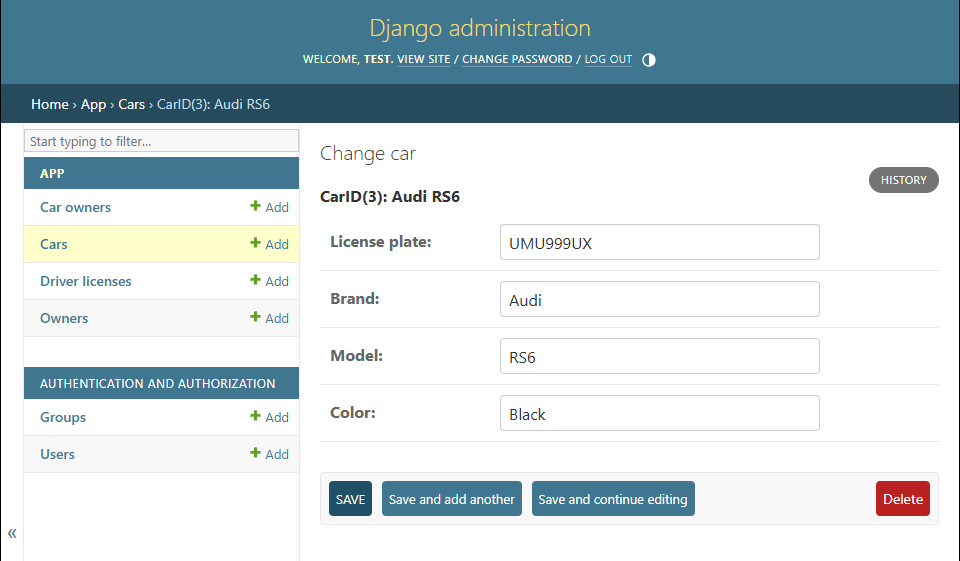 Django administration
WELCOME, TEST. VIEW SITE / CHANGE PASSWORD / LOG OUT
Home › App › Cars › CarID(3): Audi RS6
Start typing to filter...
APP
Car owners + Add
Cars + Add
Driver licenses + Add
Owners + Add
AUTHENTICATION AND AUTHORIZATION
Groups + Add
Users + Add
«
Change car
HISTORY
CarID(3): Audi RS6
License plate: UMU999UX
Brand: Audi
Model: RS6
Color: Black
SAVE Save and add another Save and continue editing Delete